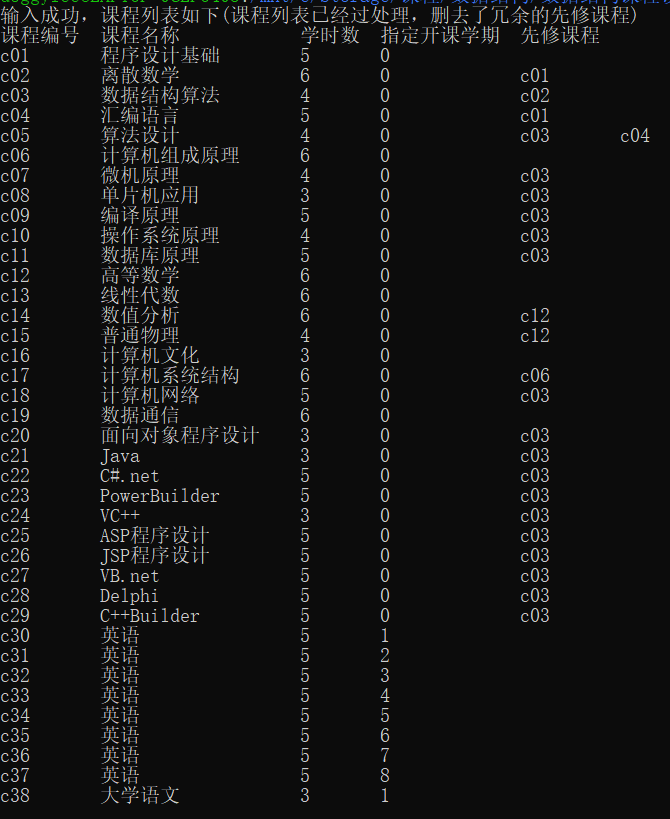 输入成功，课程列表如下(课程列表已经过处理，删去了冗余的先修课程)
课程编号 课程名称 学时数 指定开课学期 先修课程
c01 程序设计基础 5 0
c02 离散数学 6 0 c01
c03 数据结构算法 4 0 c02
c04 汇编语言 5 0 c01
c05 算法设计 4 0 c03 c04
c06 计算机组成原理 6 0
c07 微机原理 4 0 c03
c08 单片机应用 3 0 c03
c09 编译原理 5 0 c03
c10 操作系统原理 4 0 c03
c11 数据库原理 5 0 c03
c12 高等数学 6 0
c13 线性代数 6 0
c14 数值分析 6 0 c12
c15 普通物理 4 0 c12
c16 计算机文化 3 0
c17 计算机系统结构 6 0 c06
c18 计算机网络 5 0 c03
c19 数据通信 6 0
c20 面向对象程序设计 3 0 c03
c21 Java 3 0 c03
c22 C#.net 5 0 c03
c23 PowerBuilder 5 0 c03
c24 VC++ 3 0 c03
c25 ASP程序设计 5 0 c03
c26 JSP程序设计 5 0 c03
c27 VB.net 5 0 c03
c28 Delphi 5 0 c03
c29 C++Builder 5 0 c03
c30 英语 5 1
c31 英语 5 2
c32 英语 5 3
c33 英语 5 4
c34 英语 5 5
c35 英语 5 6
c36 英语 5 7
c37 英语 5 8
c38 大学语文 3 1